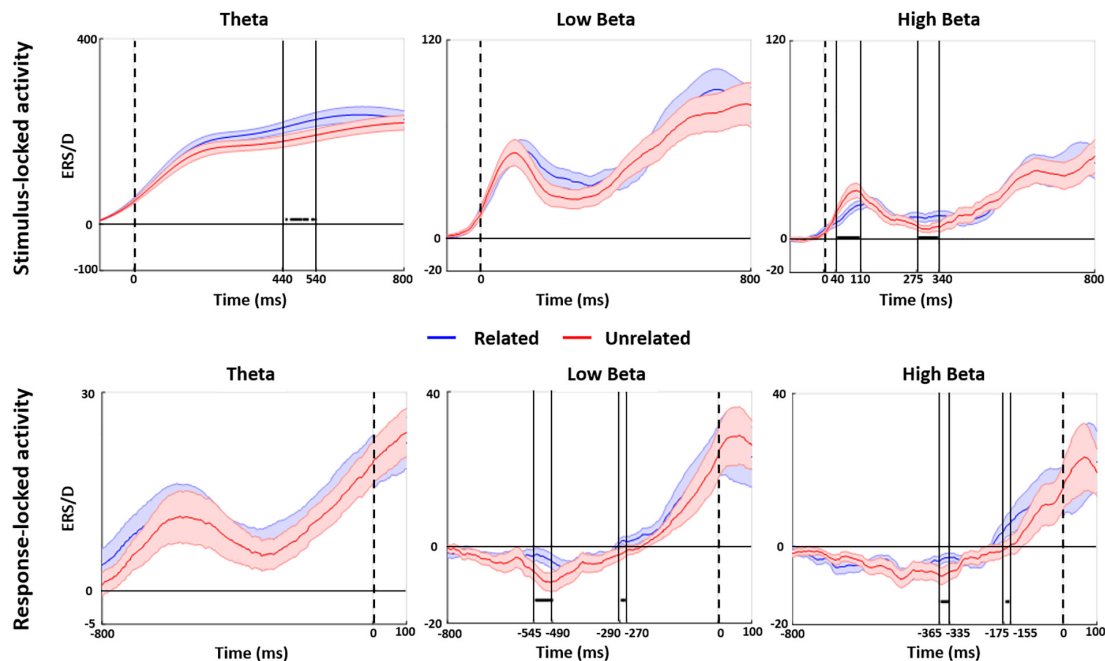 Theta
Low Beta
High Beta
Stimulus-locked activity
ERS/D
400
0
-100
0
440
540
800
Time (ms)
120
0
-20
0
800
Time (ms)
120
0
-20
0
40
110
275
340
800
Time (ms)
Related
Unrelated
Theta
Low Beta
High Beta
Response-locked activity
ERS/D
30
0
-5
-800
0
100
Time (ms)
40
0
-20
-800
-545
-490
-290
-270
0
100
Time (ms)
40
0
-20
-800
-365
-335
-175
-155
0
100
Time (ms)